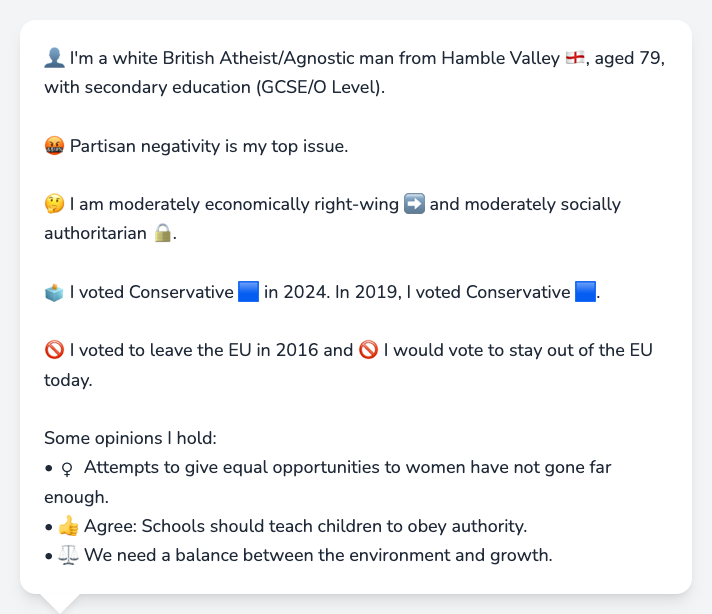 👤 I'm a white British Atheist/Agnostic man from Hamble Valley 🏴󠁧󠁢󠁥󠁮󠁧󠁿, aged 79,
with secondary education (GCSE/O Level).
🤬 Partisan negativity is my top issue.
🤔 I am moderately economically right-wing ➡️ and moderately socially
authoritarian 🔒.
🗳️ I voted Conservative 🟦 in 2024. In 2019, I voted Conservative 🟦.
🚫 I voted to leave the EU in 2016 and 🚫 I would vote to stay out of the EU
today.
Some opinions I hold:
• ♀ Attempts to give equal opportunities to women have not gone far
enough.
• 👍 Agree: Schools should teach children to obey authority.
• ⚖️ We need a balance between the environment and growth.